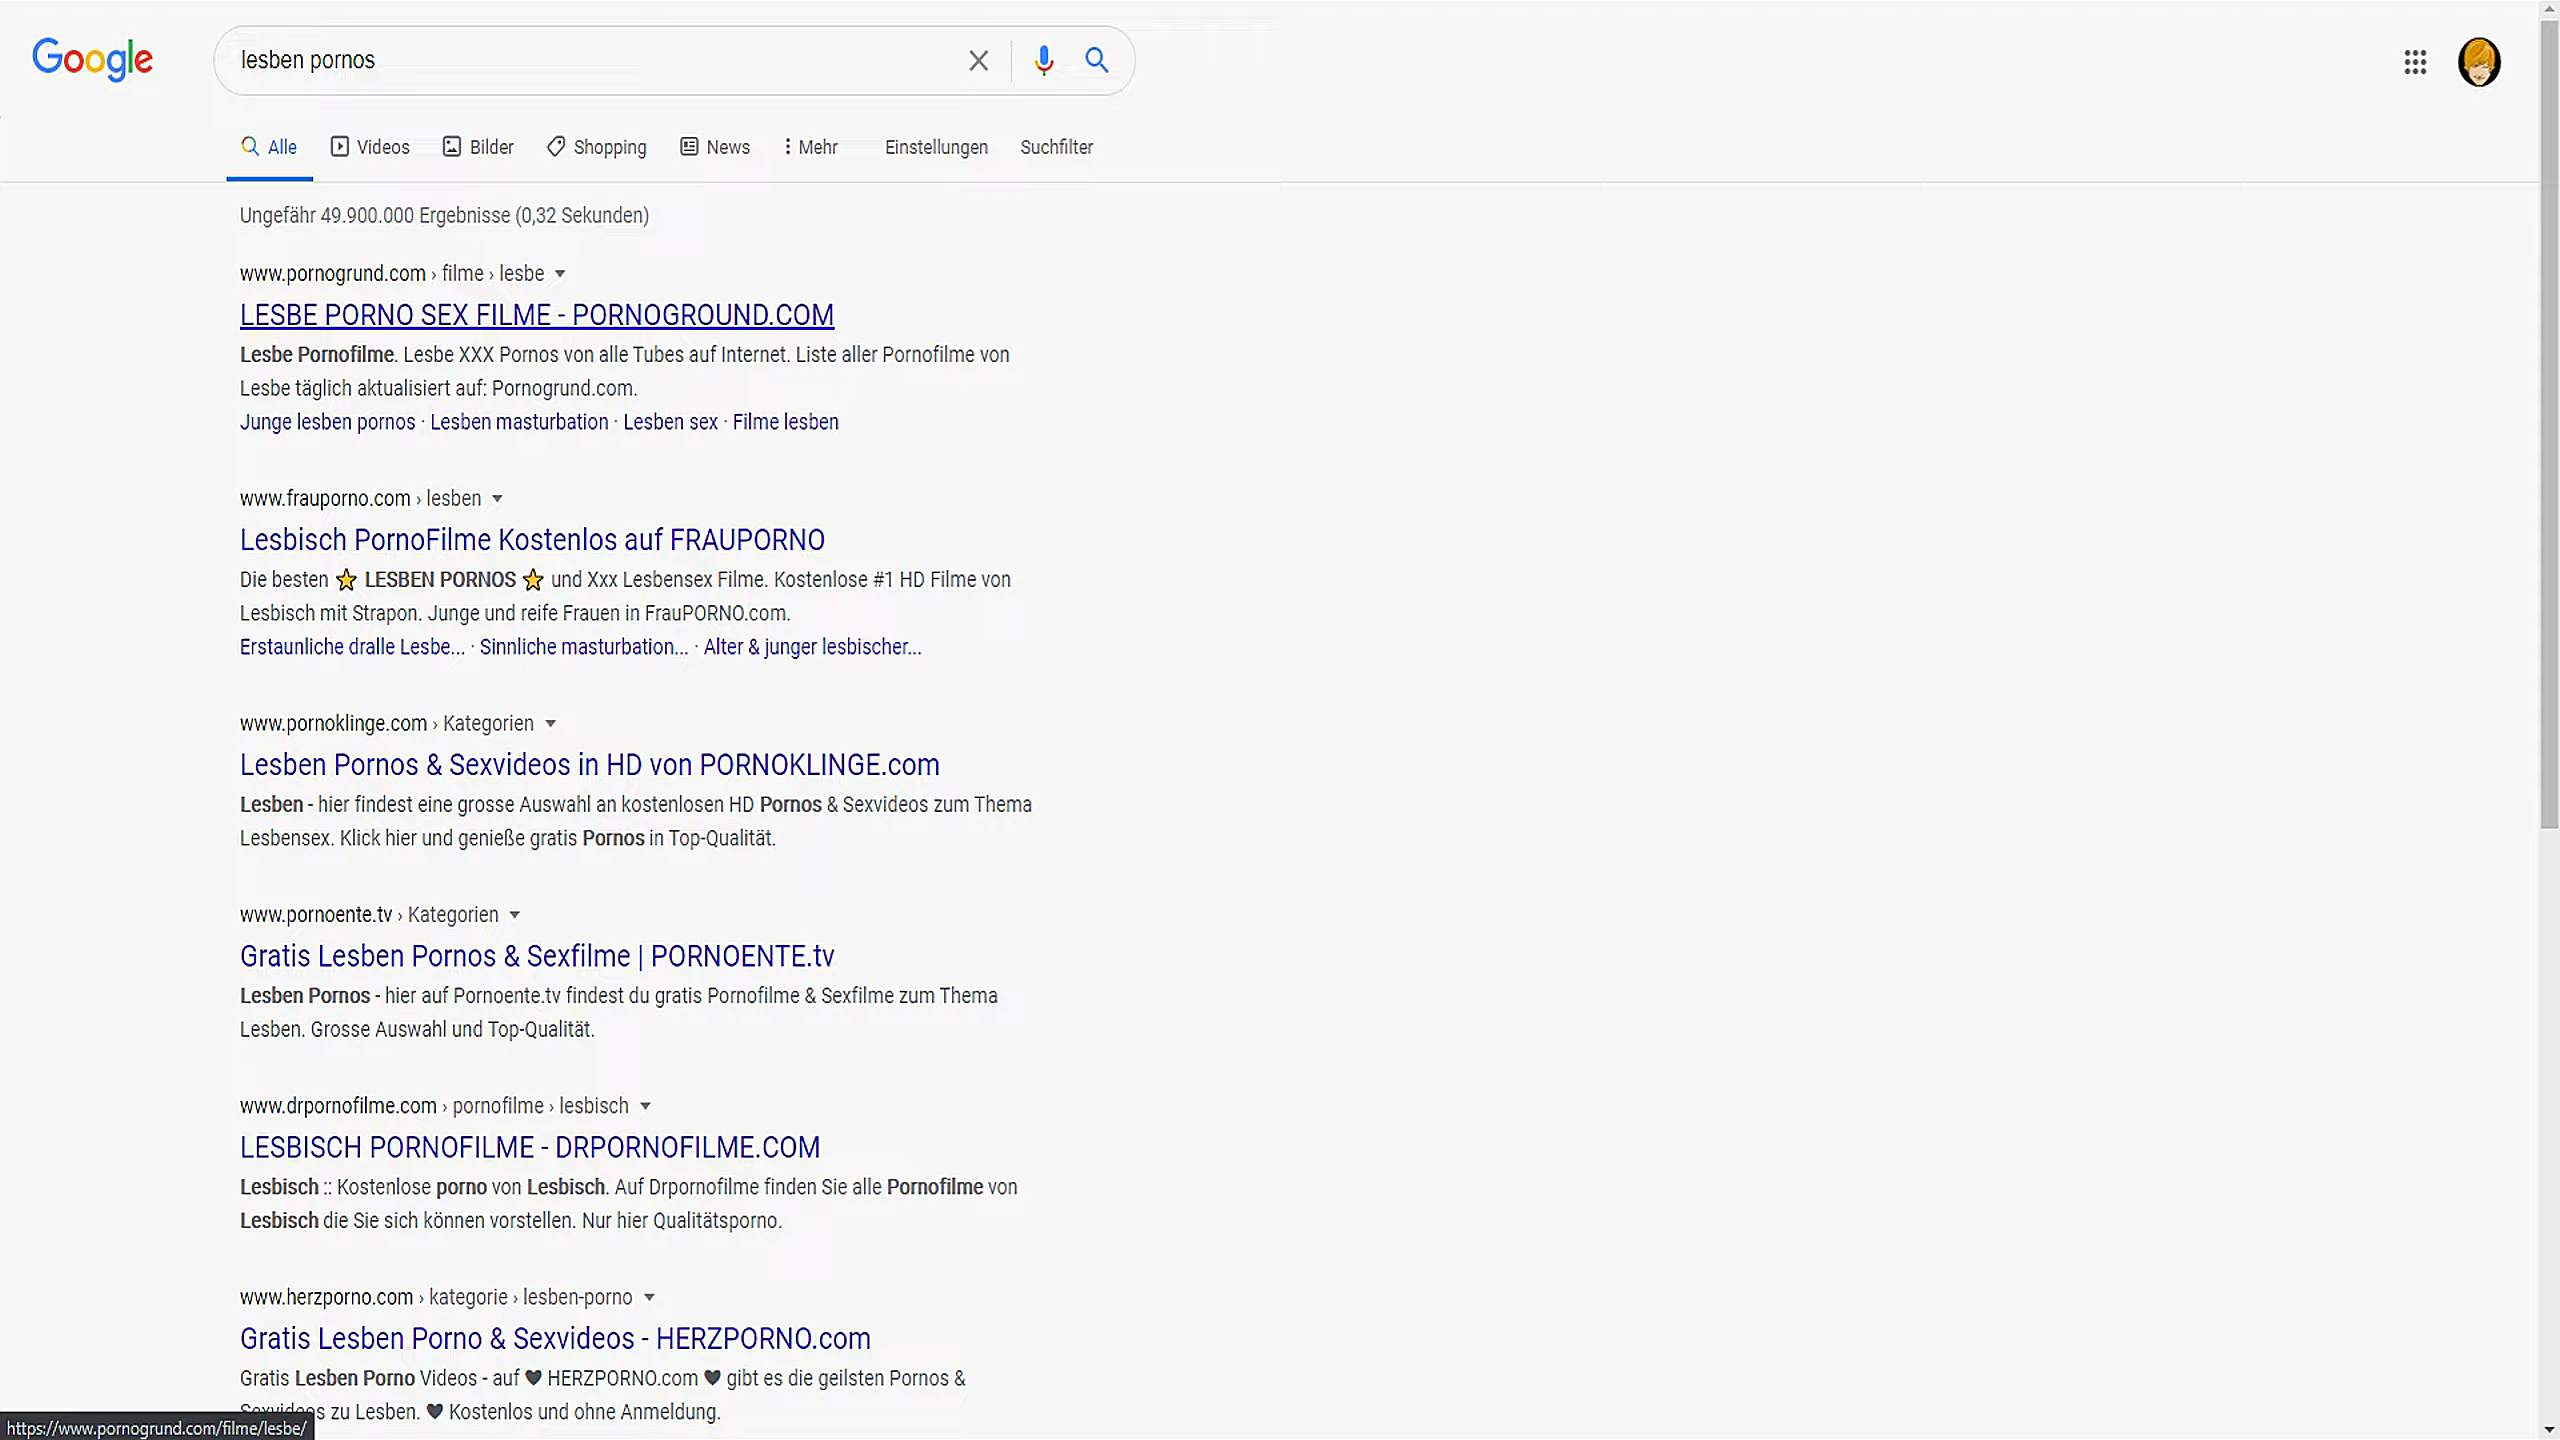 Google
lesben pornos
Alle Videos Bilder Shopping News Mehr Einstellungen Suchfilter
Ungefähr 49.900.000 Ergebnisse (0,32 Sekunden)
www.pornogrund.com › filme › lesbe
LESBE PORNO SEX FILME - PORNOGROUND.COM
Lesbe Pornofilme. Lesbe XXX Pornos von alle Tubes auf Internet. Liste aller Pornofilme von
Lesbe täglich aktualisiert auf: Pornogrund.com.
Junge lesben pornos · Lesben masturbation · Lesben sex · Filme lesben
www.frauporno.com › lesben
Lesbisch PornoFilme Kostenlos auf FRAUPORNO
Die besten ⭐ LESBEN PORNOS ⭐ und Xxx Lesbensex Filme. Kostenlose #1 HD Filme von
Lesbisch mit Strapon. Junge und reife Frauen in FrauPORNO.com.
Erstaunliche dralle Lesbe... · Sinnliche masturbation... · Alter & junger lesbischer...
www.pornoklinge.com › Kategorien
Lesben Pornos & Sexvideos in HD von PORNOKLINGE.com
Lesben - hier findest eine grosse Auswahl an kostenlosen HD Pornos & Sexvideos zum Thema
Lesbensex. Klick hier und genieße gratis Pornos in Top-Qualität.
www.pornoente.tv › Kategorien
Gratis Lesben Pornos & Sexfilme | PORNOENTE.tv
Lesben Pornos - hier auf Pornoente.tv findest du gratis Pornofilme & Sexfilme zum Thema
Lesben. Grosse Auswahl und Top-Qualität.
www.drpornofilme.com › pornofilme › lesbisch
LESBISCH PORNOFILME - DRPORNOFILME.COM
Lesbisch :: Kostenlose porno von Lesbisch. Auf Drpornofilme finden Sie alle Pornofilme von
Lesbisch die Sie sich können vorstellen. Nur hier Qualitätsporno.
www.herzporno.com › kategorie › lesben-porno
Gratis Lesben Porno & Sexvideos - HERZPORNO.com
Gratis Lesben Porno Videos - auf ♥ HERZPORNO.com ♥ gibt es die geilsten Pornos &
Sexvideos zu Lesben. ♥ Kostenlos und ohne Anmeldung.
https://www.pornogrund.com/filme/lesbe/